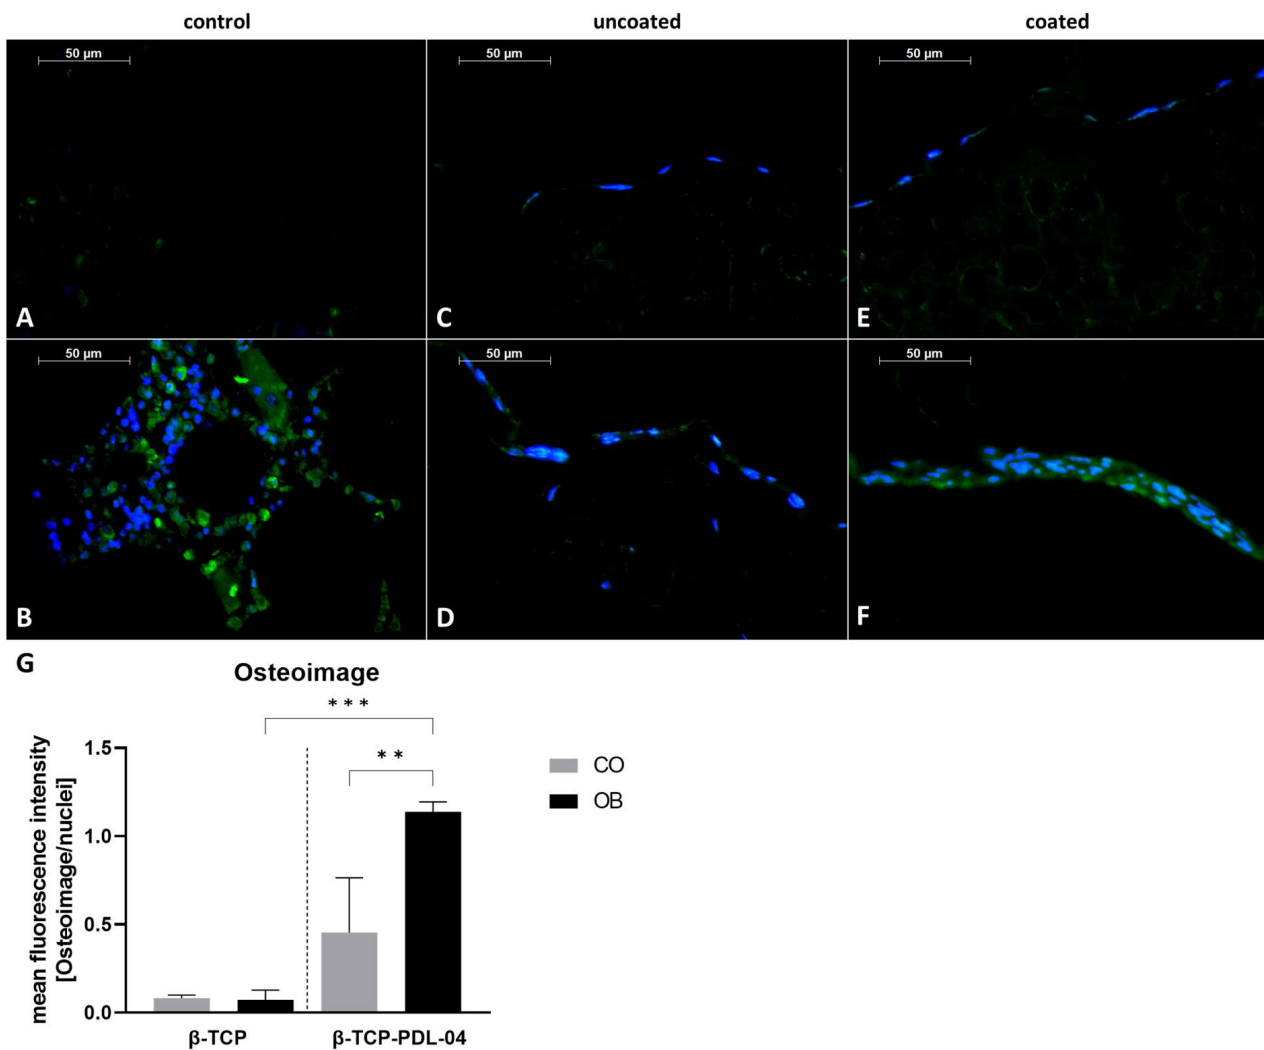 control uncoated coated
50 µm 50 µm 50 µm
A C E
50 µm 50 µm 50 µm
B D F
G
Osteoimage
***
**
mean fluorescence intensity
[Osteoimage/nuclei]
1.5
1.0
0.5
0.0
β-TCP β-TCP-PDL-04
CO
OB